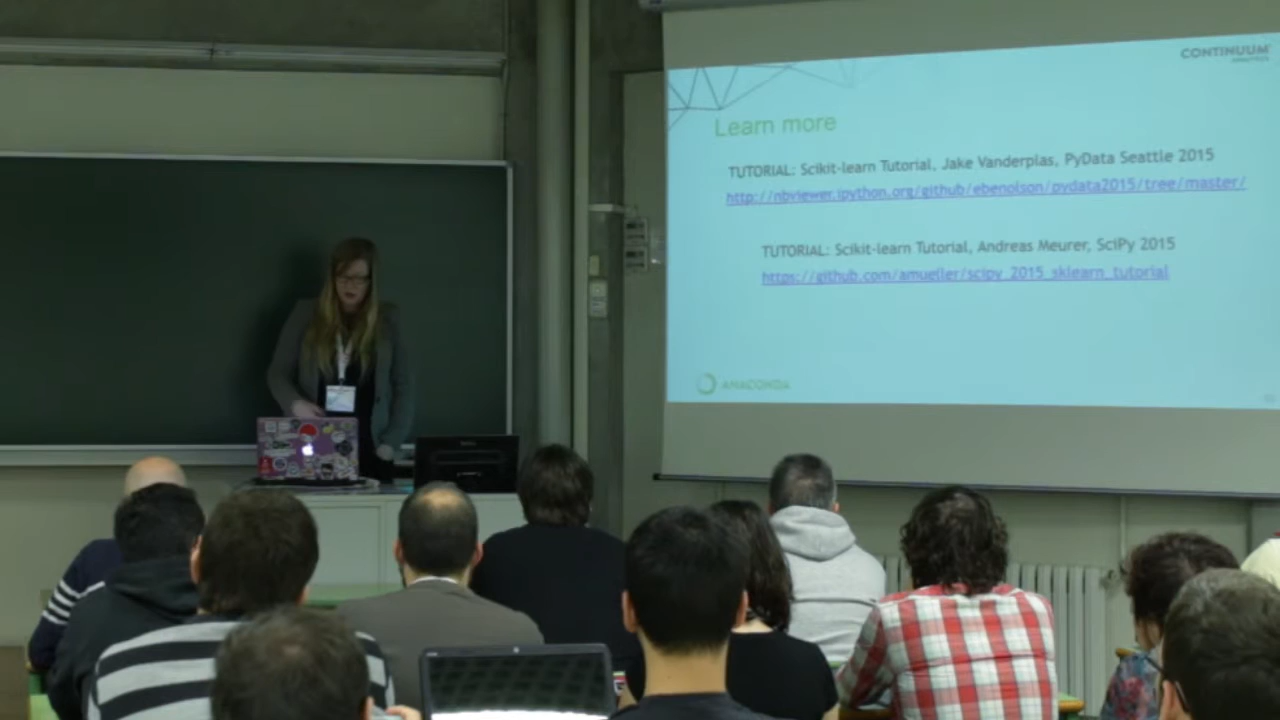 CONTINUUM
ANALYTICS
Learn more
TUTORIAL: Scikit-learn Tutorial, Jake Vanderplas, PyData Seattle 2015
http://nbviewer.ipython.org/github/ebenolson/pydata2015/tree/master/
TUTORIAL: Scikit-learn Tutorial, Andreas Meurer, SciPy 2015
https://github.com/amueller/scipy_2015_sklearn_tutorial
ANACONDA